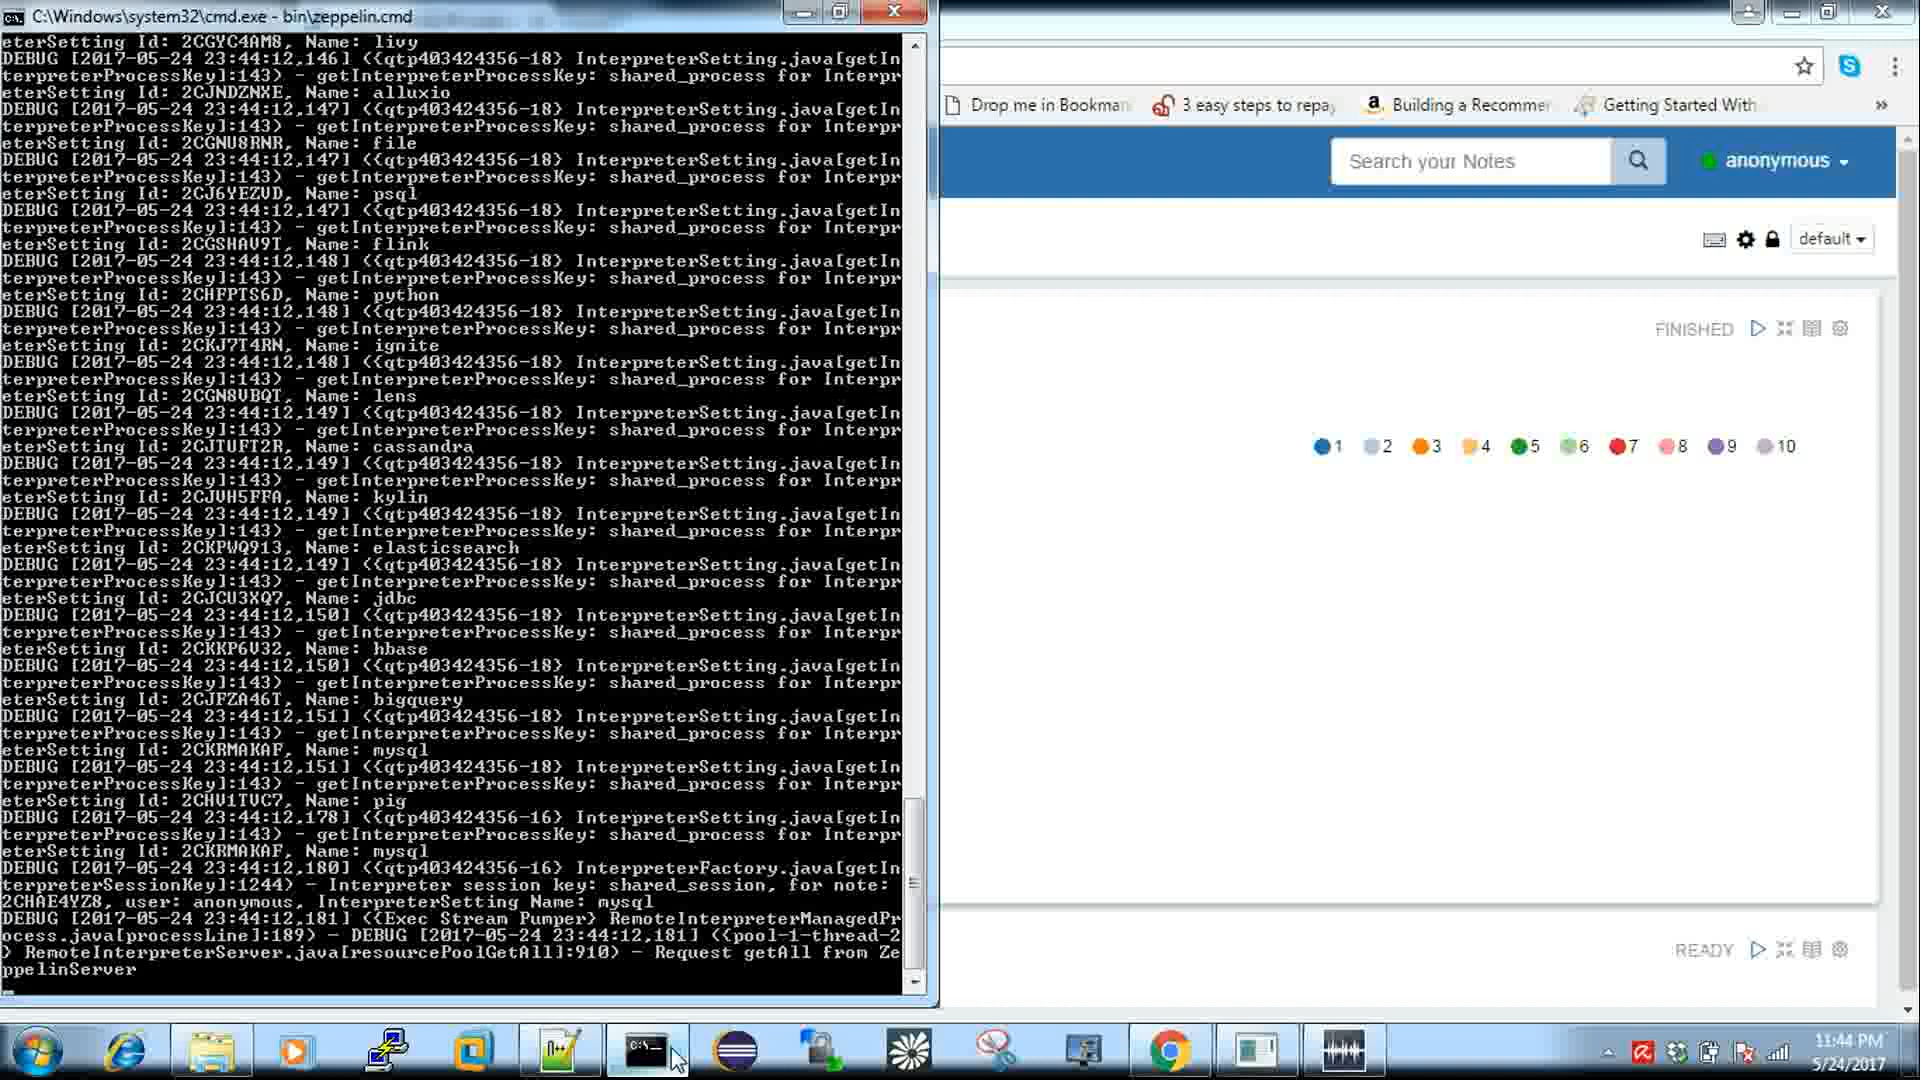 C:\Windows\system32\cmd.exe - bin\zeppelin.cmd
eterSetting Id: 2CGYC4AM8, Name: livy
DEBUG [2017-05-24 23:44:12,146] ({qtp403424356-18} InterpreterSetting.java[getIn
terpreterProcessKey]:143) - getInterpreterProcessKey: shared_process for Interpr
eterSetting Id: 2CJNDZNXE, Name: alluxio
DEBUG [2017-05-24 23:44:12,147] ({qtp403424356-18} InterpreterSetting.java[getIn
terpreterProcessKey]:143) - getInterpreterProcessKey: shared_process for Interpr
eterSetting Id: 2CGNU8RNR, Name: file
DEBUG [2017-05-24 23:44:12,147] ({qtp403424356-18} InterpreterSetting.java[getIn
terpreterProcessKey]:143) - getInterpreterProcessKey: shared_process for Interpr
eterSetting Id: 2CJ6YEZUD, Name: psql
DEBUG [2017-05-24 23:44:12,147] ({qtp403424356-18} InterpreterSetting.java[getIn
terpreterProcessKey]:143) - getInterpreterProcessKey: shared_process for Interpr
eterSetting Id: 2CGSHAV9T, Name: flink
DEBUG [2017-05-24 23:44:12,148] ({qtp403424356-18} InterpreterSetting.java[getIn
terpreterProcessKey]:143) - getInterpreterProcessKey: shared_process for Interpr
eterSetting Id: 2CHFPTS6D, Name: python
DEBUG [2017-05-24 23:44:12,148] ({qtp403424356-18} InterpreterSetting.java[getIn
terpreterProcessKey]:143) - getInterpreterProcessKey: shared_process for Interpr
eterSetting Id: 2CKJ7T4RN, Name: ignite
DEBUG [2017-05-24 23:44:12,148] ({qtp403424356-18} InterpreterSetting.java[getIn
terpreterProcessKey]:143) - getInterpreterProcessKey: shared_process for Interpr
eterSetting Id: 2CGN8VBQT, Name: lens
DEBUG [2017-05-24 23:44:12,149] ({qtp403424356-18} InterpreterSetting.java[getIn
terpreterProcessKey]:143) - getInterpreterProcessKey: shared_process for Interpr
eterSetting Id: 2CJTUFT2R, Name: cassandra
DEBUG [2017-05-24 23:44:12,149] ({qtp403424356-18} InterpreterSetting.java[getIn
terpreterProcessKey]:143) - getInterpreterProcessKey: shared_process for Interpr
eterSetting Id: 2CJVH5FFA, Name: kylin
DEBUG [2017-05-24 23:44:12,149] ({qtp403424356-18} InterpreterSetting.java[getIn
terpreterProcessKey]:143) - getInterpreterProcessKey: shared_process for Interpr
eterSetting Id: 2CKPWQ913, Name: elasticsearch
DEBUG [2017-05-24 23:44:12,149] ({qtp403424356-18} InterpreterSetting.java[getIn
terpreterProcessKey]:143) - getInterpreterProcessKey: shared_process for Interpr
eterSetting Id: 2CJCU3XQ7, Name: jdbc
DEBUG [2017-05-24 23:44:12,150] ({qtp403424356-18} InterpreterSetting.java[getIn
terpreterProcessKey]:143) - getInterpreterProcessKey: shared_process for Interpr
eterSetting Id: 2CKKP6V32, Name: hbase
DEBUG [2017-05-24 23:44:12,150] ({qtp403424356-18} InterpreterSetting.java[getIn
terpreterProcessKey]:143) - getInterpreterProcessKey: shared_process for Interpr
eterSetting Id: 2CJFZA46T, Name: bigquery
DEBUG [2017-05-24 23:44:12,151] ({qtp403424356-18} InterpreterSetting.java[getIn
terpreterProcessKey]:143) - getInterpreterProcessKey: shared_process for Interpr
eterSetting Id: 2CKRMAKAF, Name: mysql
DEBUG [2017-05-24 23:44:12,151] ({qtp403424356-18} InterpreterSetting.java[getIn
terpreterProcessKey]:143) - getInterpreterProcessKey: shared_process for Interpr
eterSetting Id: 2CHV1TVC7, Name: pig
DEBUG [2017-05-24 23:44:12,178] ({qtp403424356-16} InterpreterSetting.java[getIn
terpreterProcessKey]:143) - getInterpreterProcessKey: shared_process for Interpr
eterSetting Id: 2CKRMAKAF, Name: mysql
DEBUG [2017-05-24 23:44:12,180] ({qtp403424356-16} InterpreterFactory.java[getIn
terpreterSessionKey]:1244) - Interpreter session key: shared_session, for note:
2CHAE4YZ8, user: anonymous, InterpreterSetting Name: mysql
DEBUG [2017-05-24 23:44:12,181] ({Exec Stream Pumper} RemoteInterpreterManagedPr
ocess.java[processLine]:189) - DEBUG [2017-05-24 23:44:12,181] ({pool-1-thread-2
} RemoteInterpreterServer.java[resourcePoolGetAll]:910) - Request getAll from Ze
ppelinServer
Drop me in Bookmar 3 easy steps to repay Building a Recommer Getting Started With »
Search your Notes anonymous
default
FINISHED
1 2 3 4 5 6 7 8 9 10
READY
11:44 PM
5/24/2017